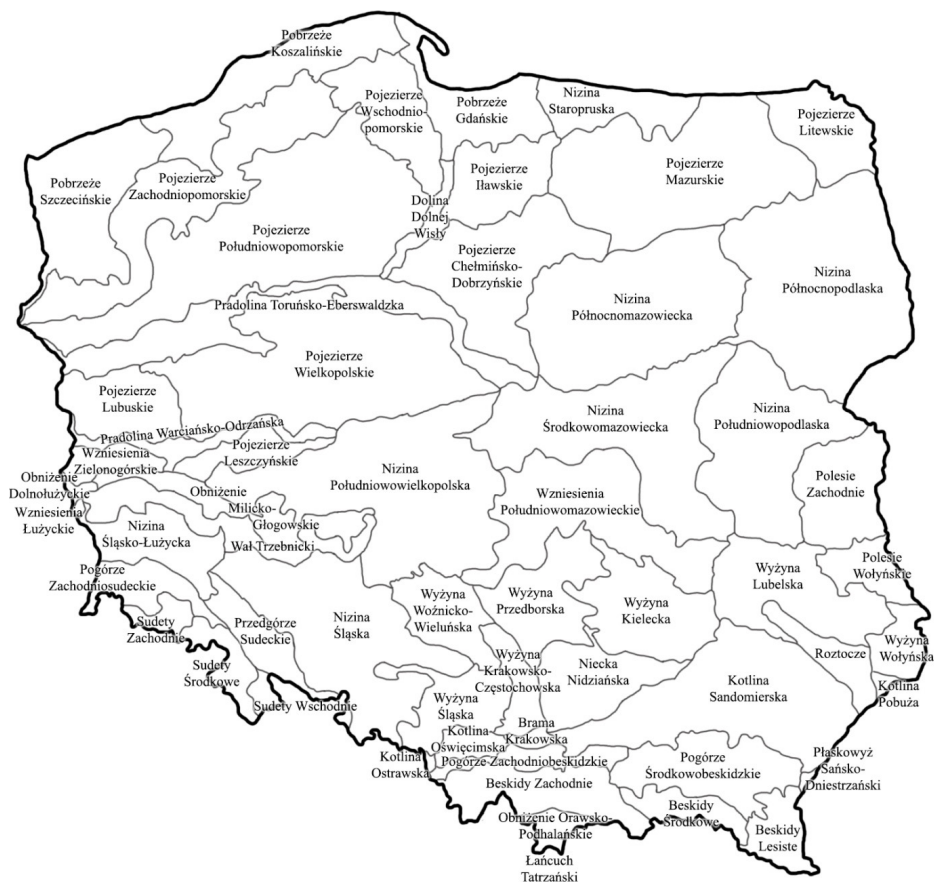 Pobrzeże
Koszalińskie
Pojezierze
Wschodnio-
pomorskie
Pobrzeże
Gdańskie
Nizina
Staropruska
Pojezierze
Litewskie
Pobrzeże
Szczecińskie
Pojezierze
Zachodniopomorskie
Pojezierze
Iławskie
Pojezierze
Mazurskie
Dolina
Dolnej
Wisły
Pojezierze
Południowopomorskie
Pojezierze
Chełmińsko-
Dobrzyńskie
Nizina
Północnopodlaska
Nizina
Północnomazowiecka
Pradolina Toruńsko-Eberswaldzka
Pojezierze
Wielkopolskie
Pojezierze
Lubuskie
Nizina
Środkowomazowiecka
Nizina
Południowopodlaska
Pradolina Warciańsko-Odrzańska
Wzniesienia
Zielonogórskie
Pojezierze
Leszczyńskie
Nizina
Południowowielkopolska
Polesie
Zachodnie
Obniżenie
Dolnołużyckie
Wzniesienia
Łużyckie
Obniżenie
Milicko-
Głogowskie
Wzniesienia
Południowomazowieckie
Nizina
Śląsko-Łużycka
Wał Trzebnicki
Pogórze
Zachodniosudeckie
Wyżyna
Woźnicko-
Wieluńska
Wyżyna
Przedborska
Wyżyna
Kielecka
Wyżyna
Lubelska
Polesie
Wołyńskie
Sudety
Zachodnie
Przedgórze
Sudeckie
Nizina
Śląska
Wyżyna
Krakowsko-
Częstochowska
Niecka
Nidziańska
Roztocze
Wyżyna
Wołyńska
Sudety
Środkowe
Sudety Wschodnie
Wyżyna
Śląska
Kotlina
Sandomierska
Kotlina
Pobuża
Kotlina
Ostrawska
Kotlina
Oświęcimska
Brama
Krakowska
Pogórze Zachodniobeskidzkie
Pogórze
Środkowobeskidzkie
Płaskowyż
Sańsko-
Dniestrzański
Beskidy Zachodnie
Obniżenie Orawsko-
Podhalańskie
Beskidy
Środkowe
Beskidy
Lesiste
Łańcuch
Tatrzański